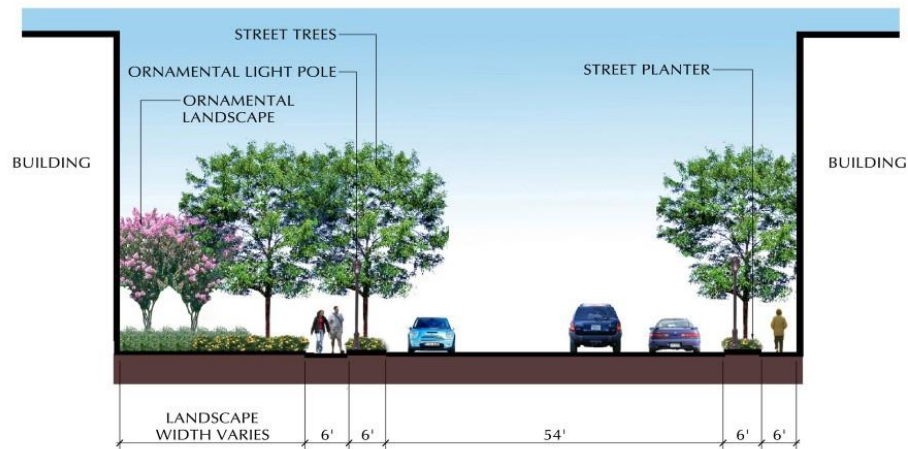 STREET TREES
ORNAMENTAL LIGHT POLE
STREET PLANTER
ORNAMENTAL
LANDSCAPE
BUILDING
BUILDING
LANDSCAPE
WIDTH VARIES
6'
6'
54'
6'
6'